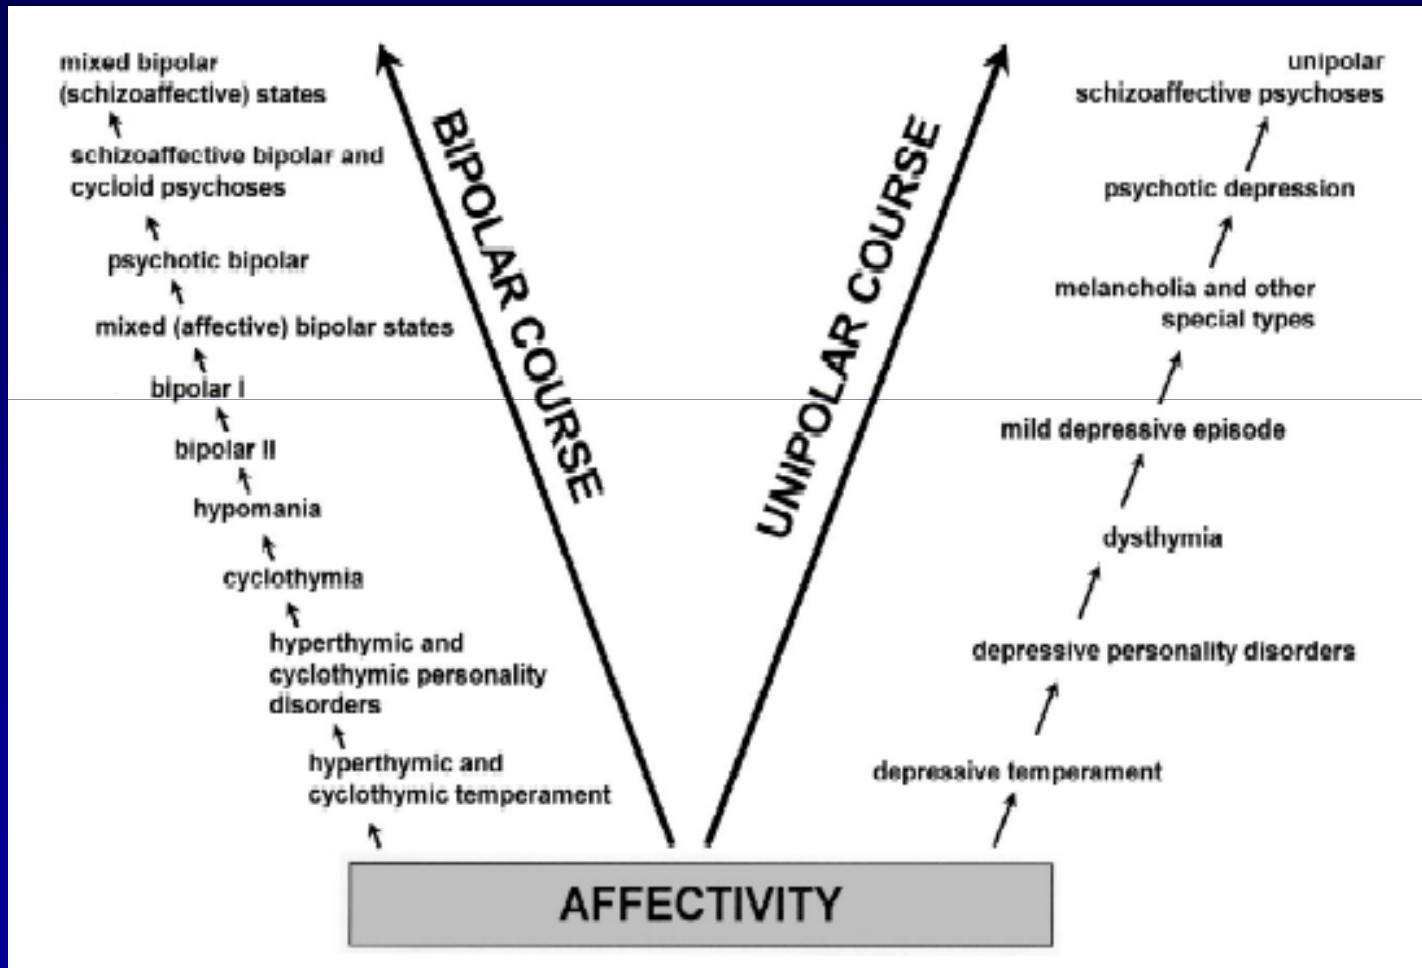 mixed bipolar
(schizoaffective) states
schizoaffective bipolar and
cycloid psychoses
psychotic bipolar
mixed (affective) bipolar states
bipolar I
bipolar II
hypomania
cyclothymia
hyperthymic and
cyclothymic personality
disorders
hyperthymic and
cyclothymic temperament
BIPOLAR COURSE
UNIPOLAR COURSE
unipolar
schizoaffective psychoses
psychotic depression
melancholia and other
special types
mild depressive episode
dysthymia
depressive personality disorders
depressive temperament
AFFECTIVITY